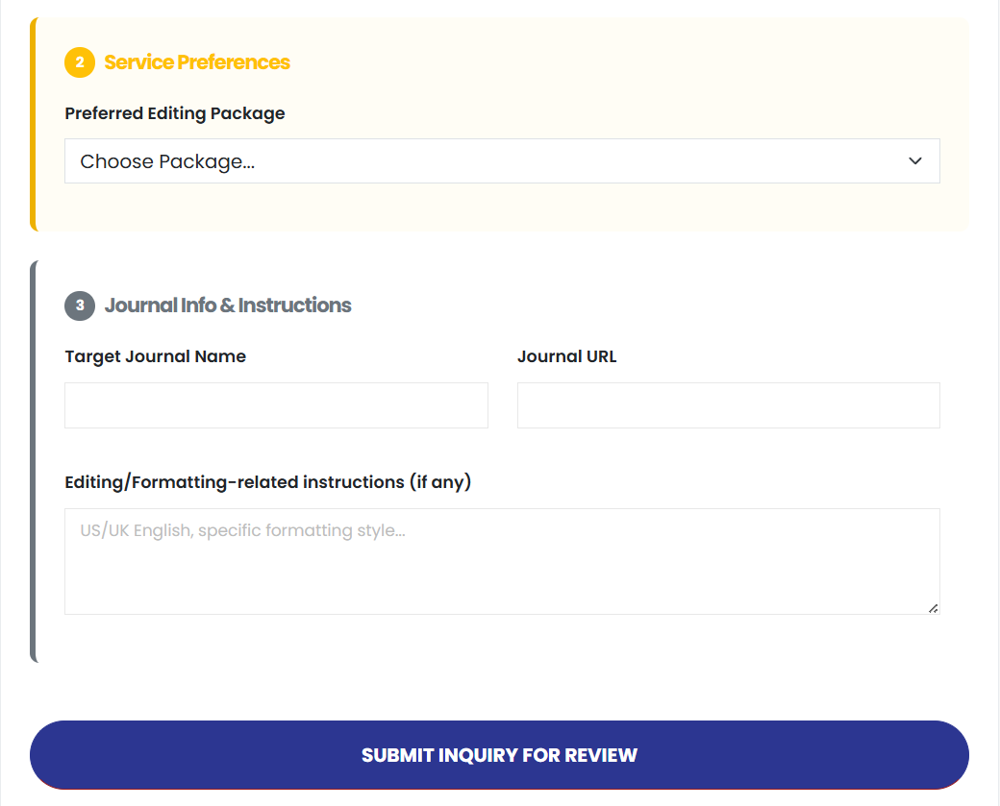 2 Service Preferences
Preferred Editing Package
Choose Package...
3 Journal Info & Instructions
Target Journal Name
Journal URL
Editing/Formatting-related instructions (if any)
US/UK English, specific formatting style...
SUBMIT INQUIRY FOR REVIEW